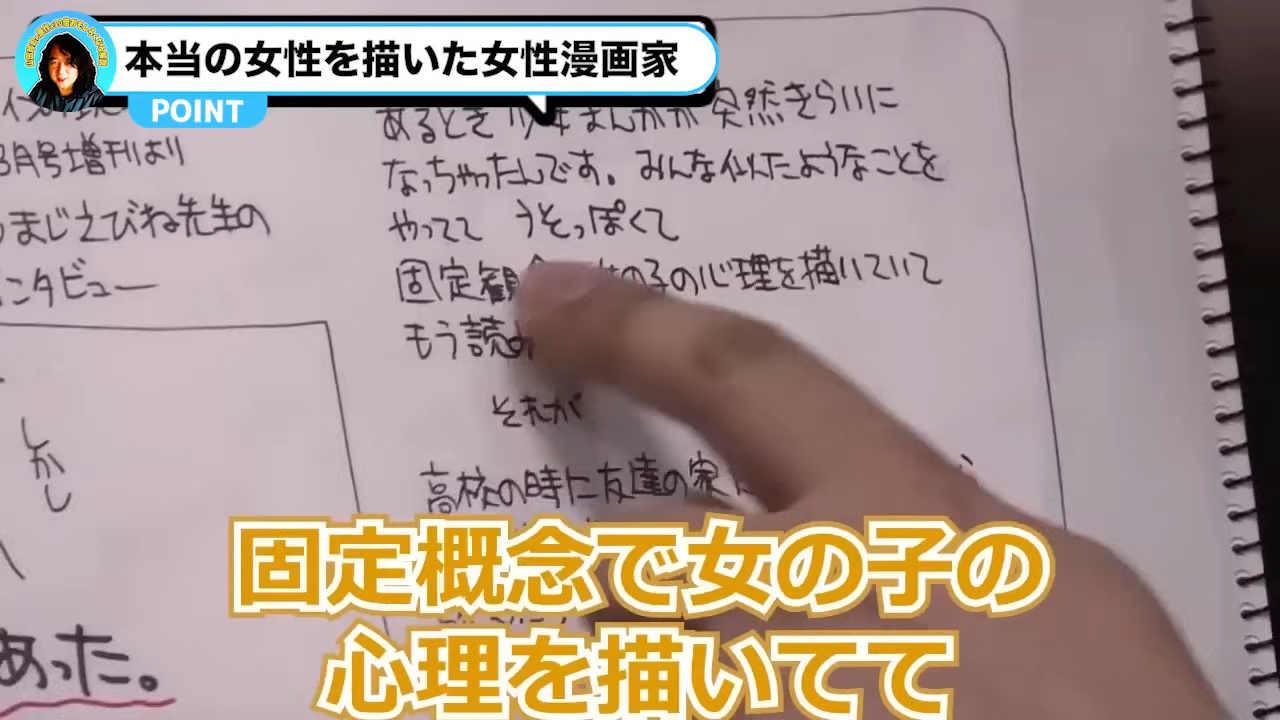 本当の女性を描いた女性漫画家
POINT
3月号増刊より
まじえびね先生の
ンタビュー
しかし
あった。
あるとき少年まんがが突然きらいに
なっちゃったんです。みんな似たようなことを
やってて うそっぽくて
固定観 の子の心理を描いていて
もう読め
それが
高校の時に友達の家
固定概念で女の子の
心理を描いてて